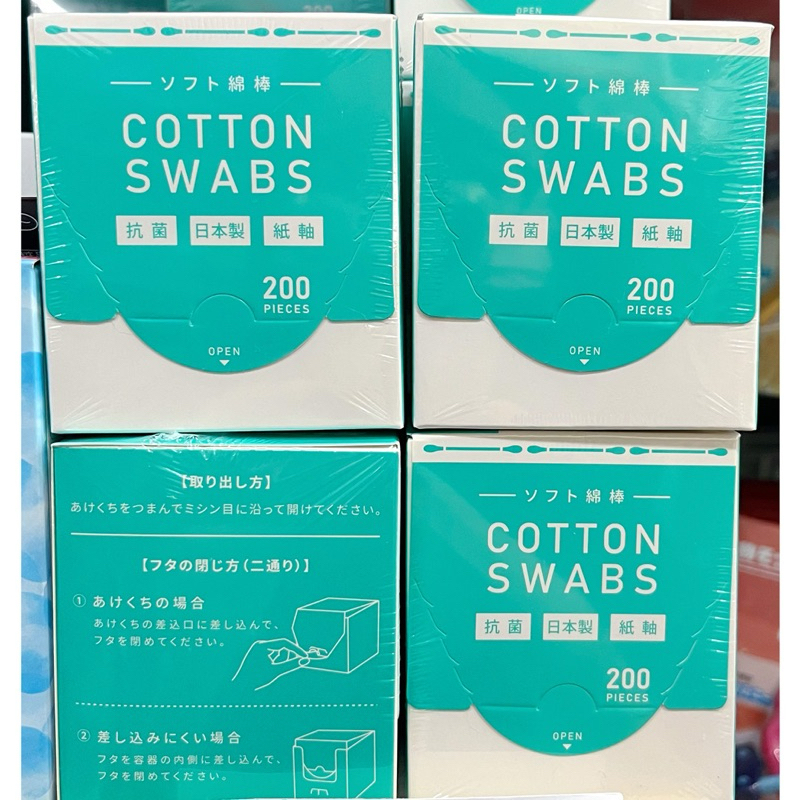 200
OPEN
ソフト綿棒
COTTON
SWABS
抗菌 日本製 紙軸
200
PIECES
OPEN
ソフト綿棒
COTTON
SWABS
抗菌 日本製 紙軸
200
PIECES
OPEN
【取り出し方】
あけくちをつまんでミシン目に沿って開けてください。
【フタの閉じ方(二通り)】
① あけくちの場合
あけくちの差込口に差し込んで、
フタを閉めてください。
② 差し込みにくい場合
フタを容器の内側に差し込んで、
フタを閉めてください。
ソフト綿棒
COTTON
SWABS
抗菌 日本製 紙軸
200
PIECES
OPEN